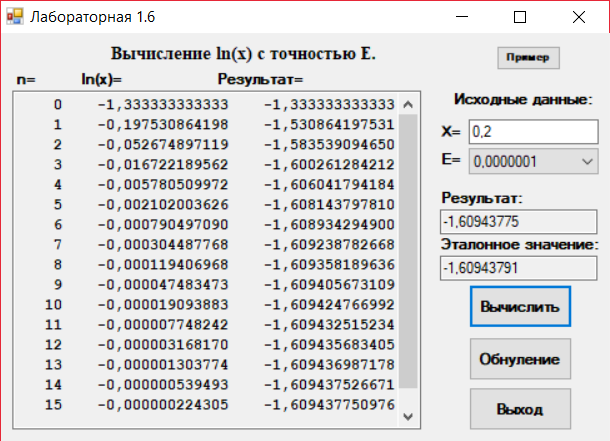 Лабораторная 1.6
Вычисление ln(x) с точностью E.
Пример
n= ln(x)= Результат=
0 -1,333333333333 -1,333333333333
1 -0,197530864198 -1,530864197531
2 -0,052674897119 -1,583539094650
3 -0,016722189562 -1,600261284212
4 -0,005780509972 -1,606041794184
5 -0,002102003626 -1,608143797810
6 -0,000790497090 -1,608934294900
7 -0,000304487768 -1,609238782668
8 -0,000119406968 -1,609358189636
9 -0,000047483473 -1,609405673109
10 -0,000019093883 -1,609424766992
11 -0,000007748242 -1,609432515234
12 -0,000003168170 -1,609435683405
13 -0,000001303774 -1,609436987178
14 -0,000000539493 -1,609437526671
15 -0,000000224305 -1,609437750976
Исходные данные:
X= 0,2
E= 0,0000001
Результат:
-1,60943775
Эталонное значение:
-1,60943791
Вычислить
Обнуление
Выход